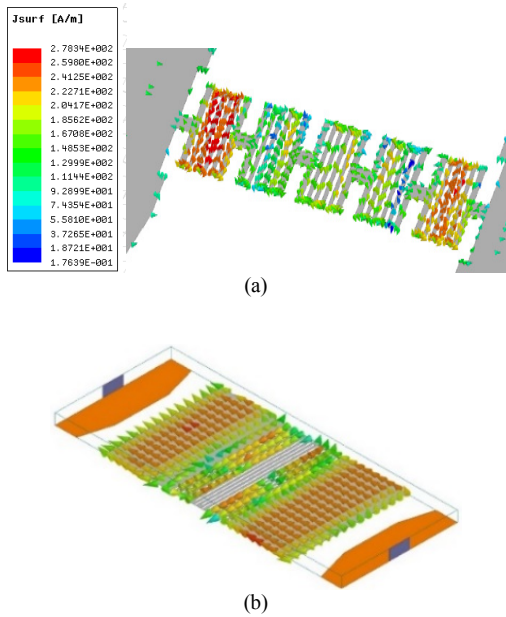 Jsurf [A/m]
2.7834E+002
2.5980E+002
2.4125E+002
2.2271E+002
2.0417E+002
1.8562E+002
1.6708E+002
1.4853E+002
1.2999E+002
1.1144E+002
9.2899E+001
7.4354E+001
5.5810E+001
3.7265E+001
1.8721E+001
1.7639E-001
(a)
(b)